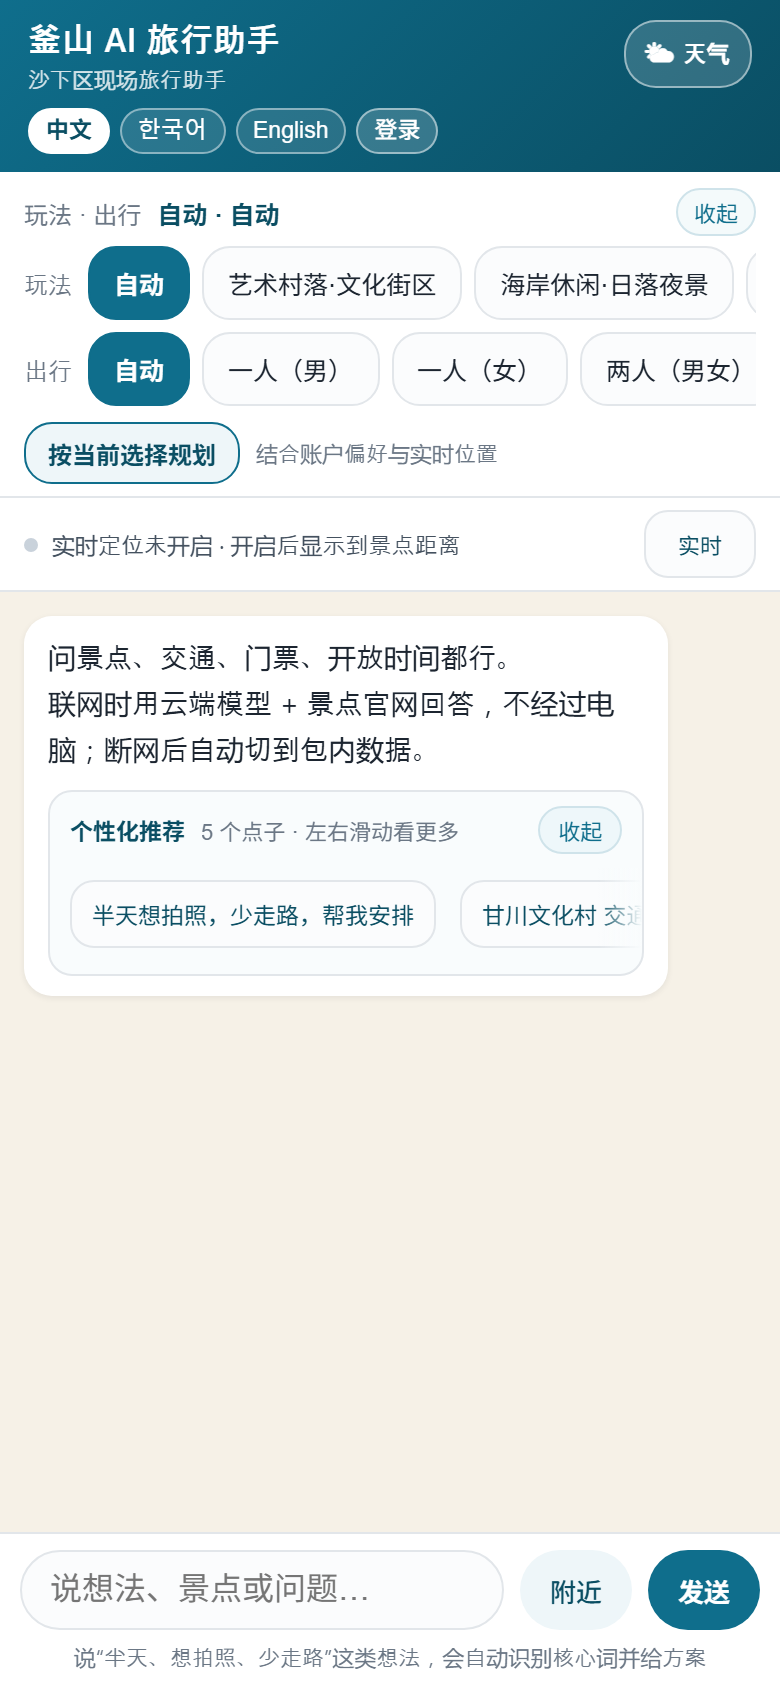 釜山 AI 旅行助手
沙下区现场旅行助手
天气
中文 한국어 English 登录
玩法 · 出行 自动 · 自动 收起
玩法 自动 艺术村落·文化街区 海岸休闲·日落夜景
出行 自动 一人（男） 一人（女） 两人（男女）
按当前选择规划 结合账户偏好与实时位置
实时定位未开启 · 开启后显示到景点距离 实时
问景点、交通、门票、开放时间都行。
联网时用云端模型 + 景点官网回答，不经过电
脑；断网后自动切到包内数据。
个性化推荐 5 个点子 · 左右滑动看更多 收起
半天想拍照，少走路，帮我安排 甘川文化村 交通
说想法、景点或问题… 附近 发送
说“半天、想拍照、少走路”这类想法，会自动识别核心词并给方案